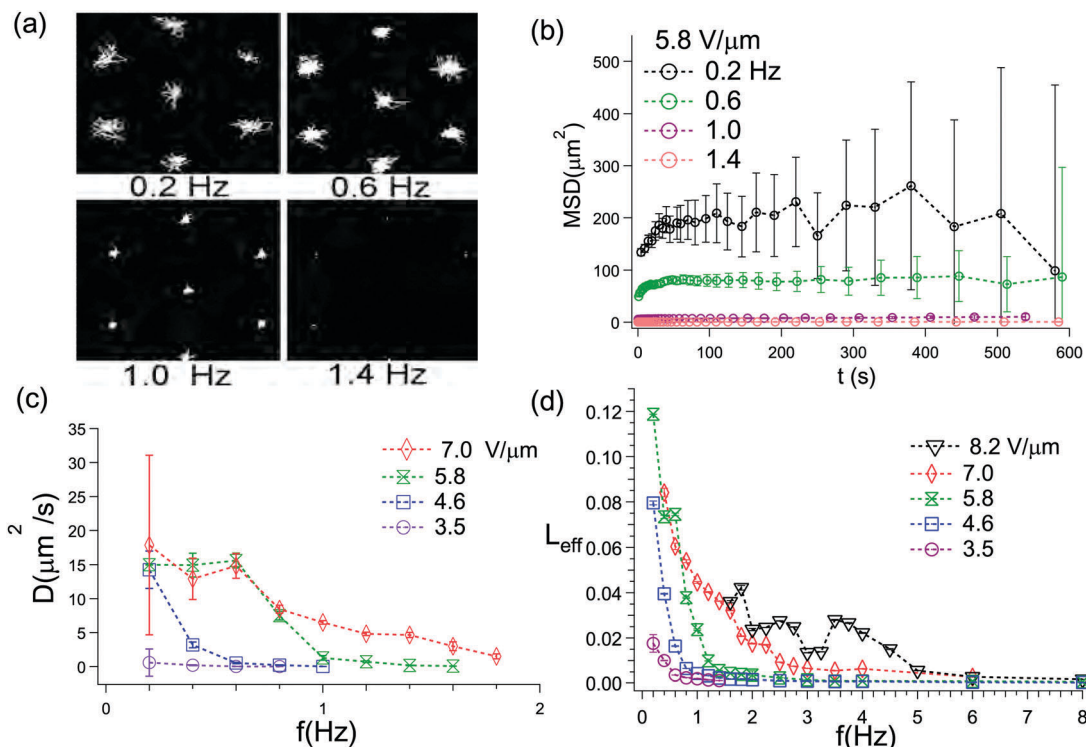 (a)
0.2 Hz
0.6 Hz
1.0 Hz
1.4 Hz
(b)
5.8 V/μm
0.2 Hz
0.6
1.0
1.4
MSD(μm²)
500
400
300
200
100
0
0 100 200 300 400 500 600
t (s)
(c)
7.0 V/μm
5.8
4.6
3.5
D(μm²/s)
35
30
25
20
15
10
5
0
0 1 2
f(Hz)
(d)
8.2 V/μm
7.0
5.8
4.6
3.5
Leff
0.12
0.10
0.08
0.06
0.04
0.02
0.00
0 1 2 3 4 5 6 7 8
f(Hz)